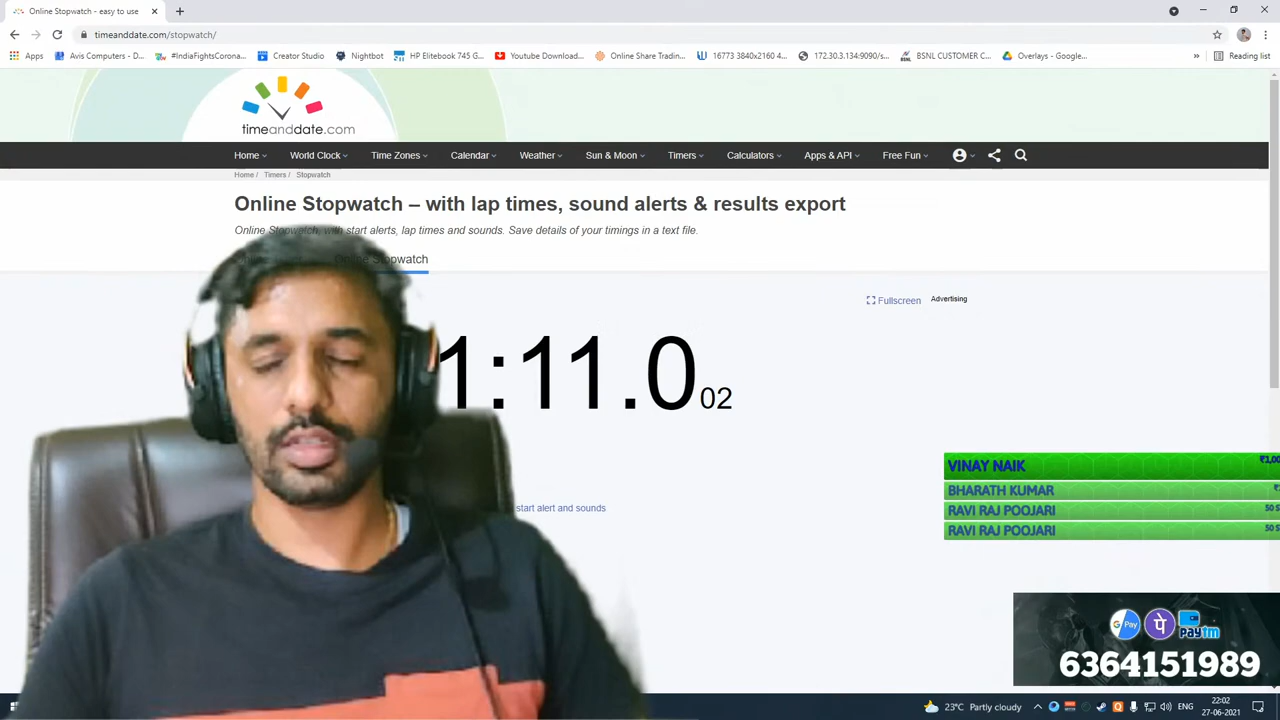 Online Stopwatch - easy to use
timeanddate.com/stopwatch/
Apps
Avis Computers - D...
#IndiaFightsCorona...
Creator Studio
Nightbot
HP Elitebook 745 G...
Youtube Download...
Online Share Tradin...
16773 3840x2160 4...
172.30.3.134:9090/s...
BSNL CUSTOMER C...
Overlays - Google...
»
Reading list
timeanddate.com
Home World Clock Time Zones Calendar Weather Sun & Moon Timers Calculators Apps & API Free Fun
Home / Timers / Stopwatch
Online Stopwatch – with lap times, sound alerts & results export
Online Stopwatch, with start alerts, lap times and sounds. Save details of your timings in a text file.
Online Stopwatch
Fullscreen
Advertising
1:11.002
VINAY NAIK
BHARATH KUMAR
RAVI RAJ POOJARI 50
RAVI RAJ POOJARI 50
start alert and sounds
G Pay पे paytm
6364151989
23°C Partly cloudy
ENG
22:02
27-06-2021